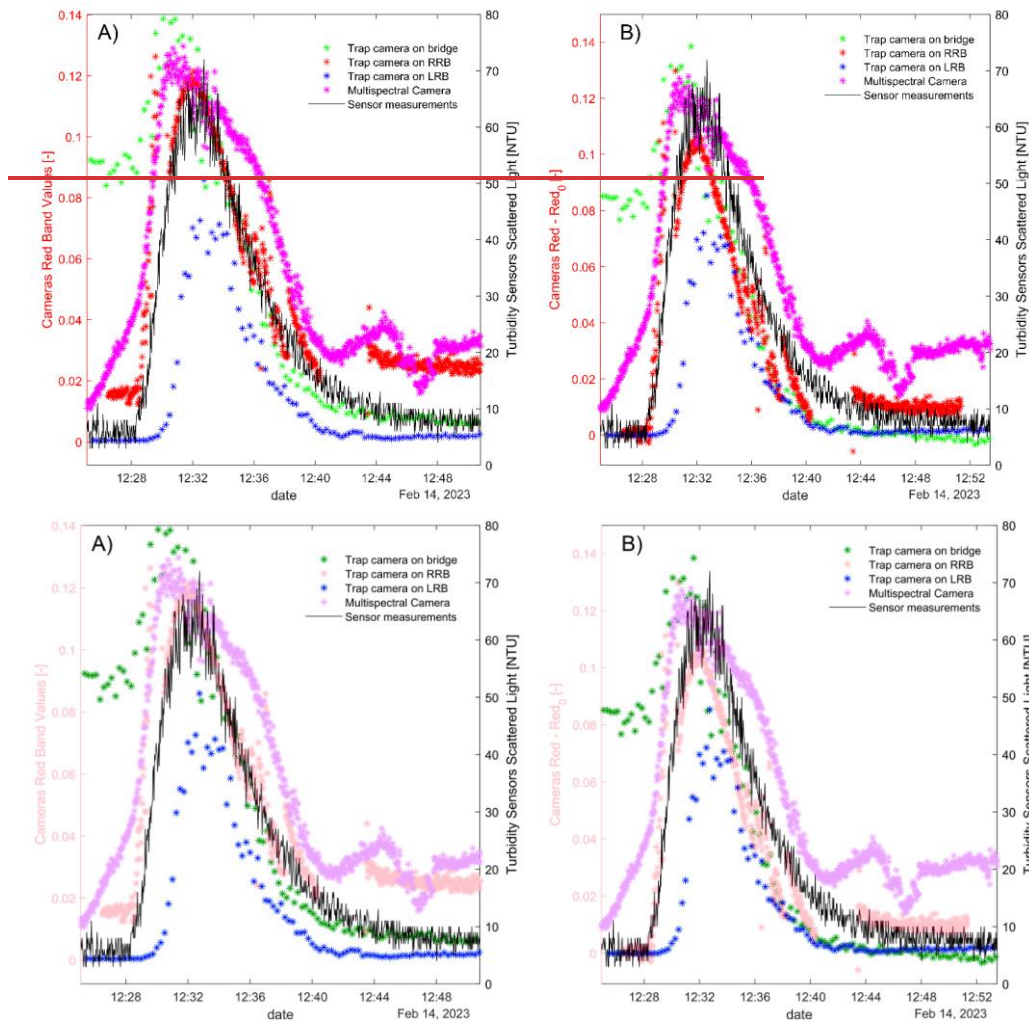 A)
Trap camera on bridge
Trap camera on RRB
Trap camera on LRB
Multispectral Camera
Sensor measurements
Cameras Red Band Values [-]
0.14
0.12
0.1
0.08
0.06
0.04
0.02
0
80
70
60
50
40
30
20
10
0
Turbidity Sensors Scattered Light [NTU]
12:28 12:32 12:36 12:40 12:44 12:48
date
Feb 14, 2023
B)
Trap camera on bridge
Trap camera on RRB
Trap camera on LRB
Multispectral Camera
Sensor measurements
Cameras Red - Red0 [-]
0.14
0.12
0.1
0.08
0.06
0.04
0.02
0
80
70
60
50
40
30
20
10
0
Turbidity Sensors Scattered Light [NTU]
12:28 12:32 12:36 12:40 12:44 12:48 12:52
date
Feb 14, 2023
A)
Trap camera on bridge
Trap camera on RRB
Trap camera on LRB
Multispectral Camera
Sensor measurements
Cameras Red Band Values [-]
0.14
0.12
0.1
0.08
0.06
0.04
0.02
0
80
70
60
50
40
30
20
10
0
Turbidity Sensors Scattered Light [NTU]
12:28 12:32 12:36 12:40 12:44 12:48
date
Feb 14, 2023
B)
Trap camera on bridge
Trap camera on RRB
Trap camera on LRB
Multispectral Camera
Sensor measurements
Cameras Red - Red0 [-]
0.14
0.12
0.1
0.08
0.06
0.04
0.02
0
80
70
60
50
40
30
20
10
0
Turbidity Sensors Scattered Light [NTU]
12:28 12:32 12:36 12:40 12:44 12:48 12:52
date
Feb 14, 2023